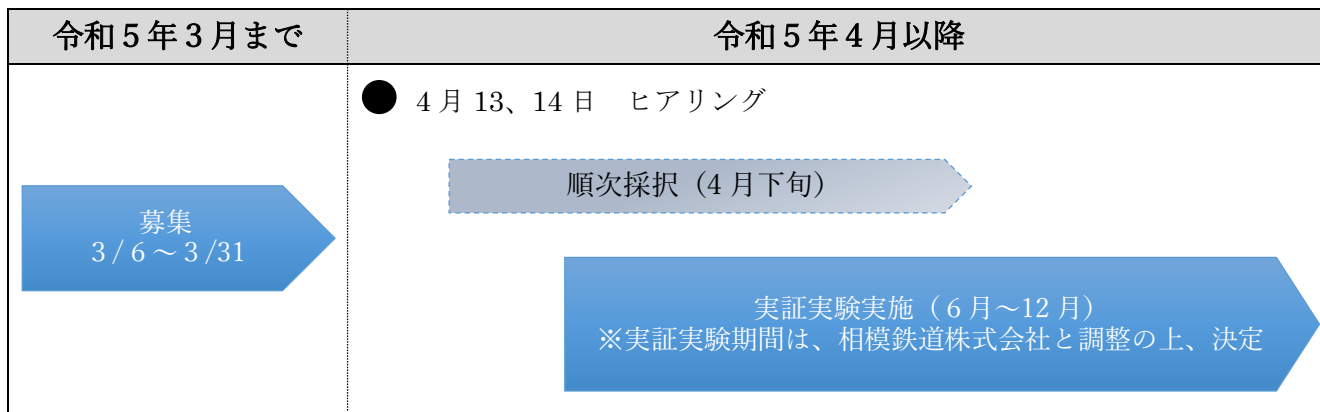 令和５年３月まで
令和５年４月以降
● 4 月 13、14 日　ヒアリング
順次採択（4 月下旬）
募集
３/６～３/31
実証実験実施（６月～12 月）
※実証実験期間は、相模鉄道株式会社と調整の上、決定